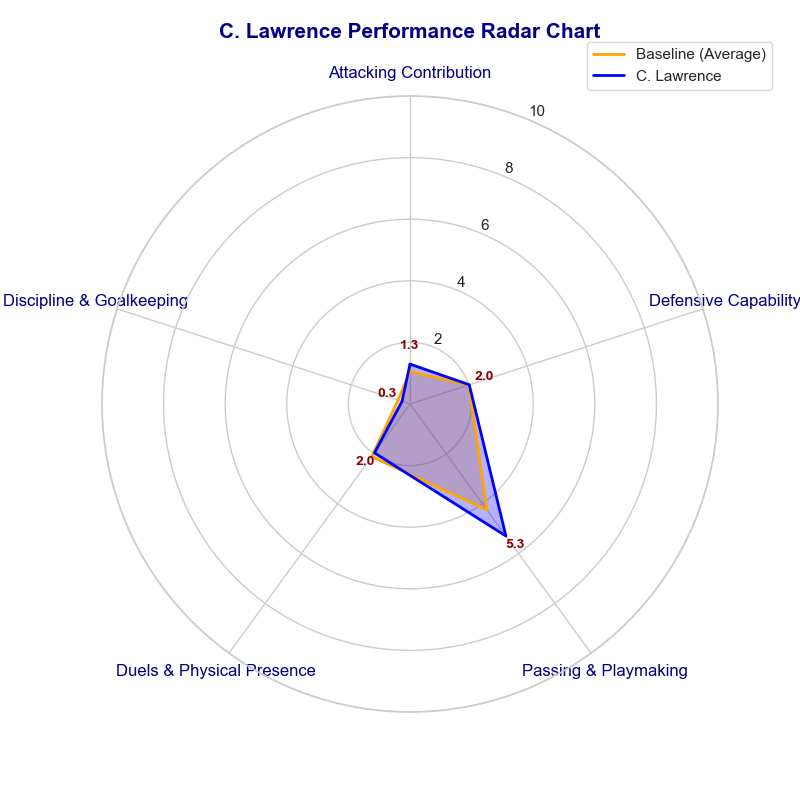 C. Lawrence Performance Radar Chart
Baseline (Average)
C. Lawrence
Attacking Contribution
10
8
6
4
2
1.3
Discipline & Goalkeeping
Defensive Capability
2.0
0.3
2.0
5.3
Duels & Physical Presence
Passing & Playmaking